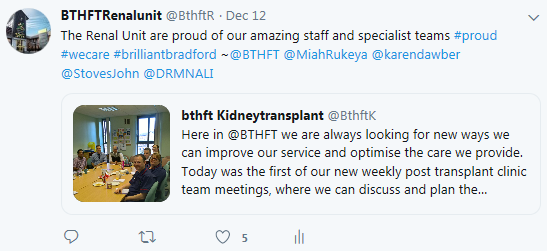 BTHFTRenalunit @BthftR · Dec 12
The Renal Unit are proud of our amazing staff and specialist teams #proud
#wecare #brilliantbradford ~@BTHFT @MiahRukeya @karendawber
@StovesJohn @DRMNALI
bthft Kidneytransplant @BthftK
Here in @BTHFT we are always looking for new ways we
can improve our service and optimise the care we provide.
Today was the first of our new weekly post transplant clinic
team meetings, where we can discuss and plan the...
5